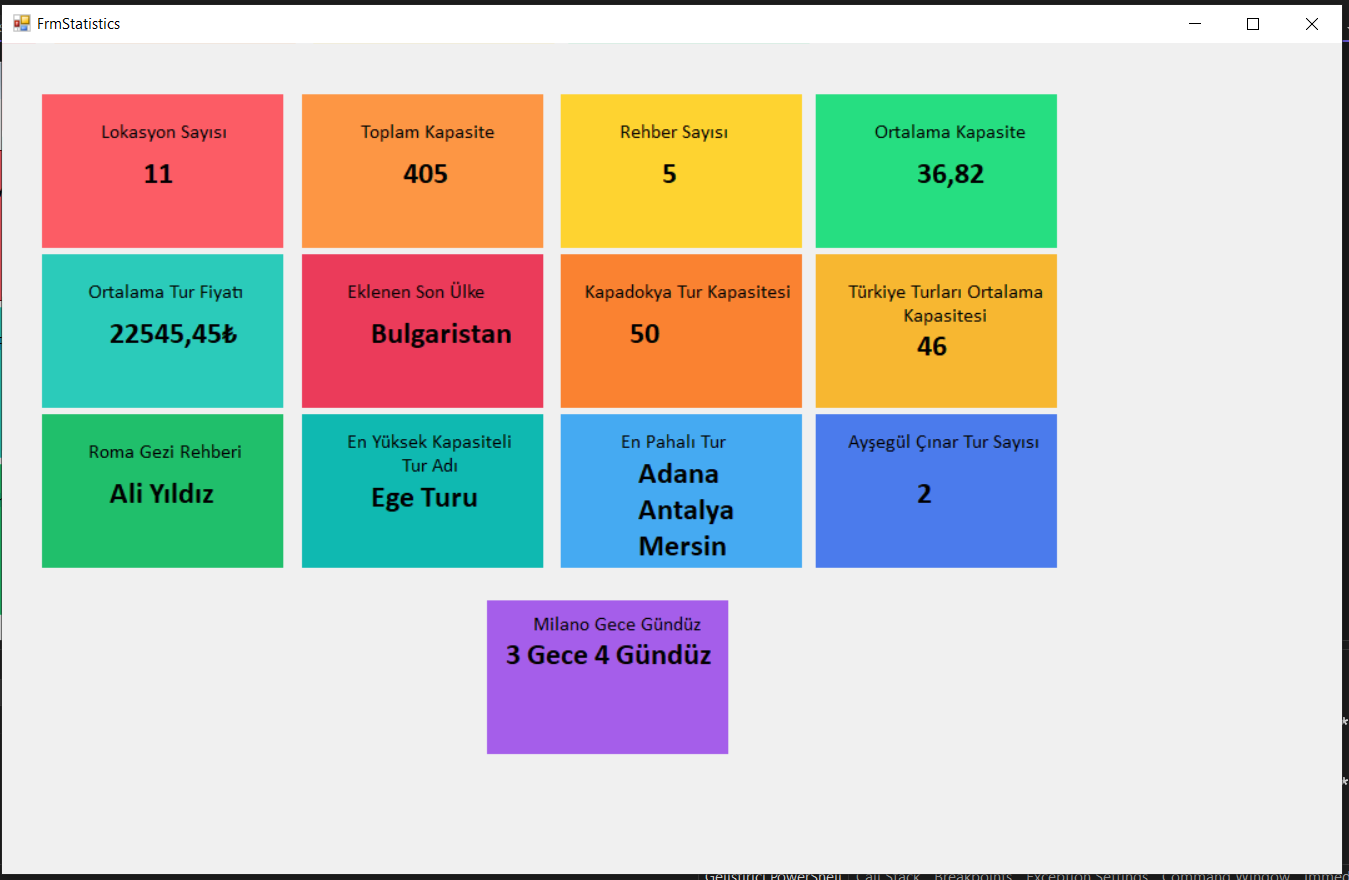 FrmStatistics
Lokasyon Sayısı
11
Toplam Kapasite
405
Rehber Sayısı
5
Ortalama Kapasite
36,82
Ortalama Tur Fiyatı
22545,45₺
Eklenen Son Ülke
Bulgaristan
Kapadokya Tur Kapasitesi
50
Türkiye Turları Ortalama
Kapasitesi
46
Roma Gezi Rehberi
Ali Yıldız
En Yüksek Kapasiteli
Tur Adı
Ege Turu
En Pahalı Tur
Adana
Antalya
Mersin
Ayşegül Çınar Tur Sayısı
2
Milano Gece Gündüz
3 Gece 4 Gündüz
*
*
Geliştirici PowerShell Call Stack Breakpoints Exception Settings Command Window